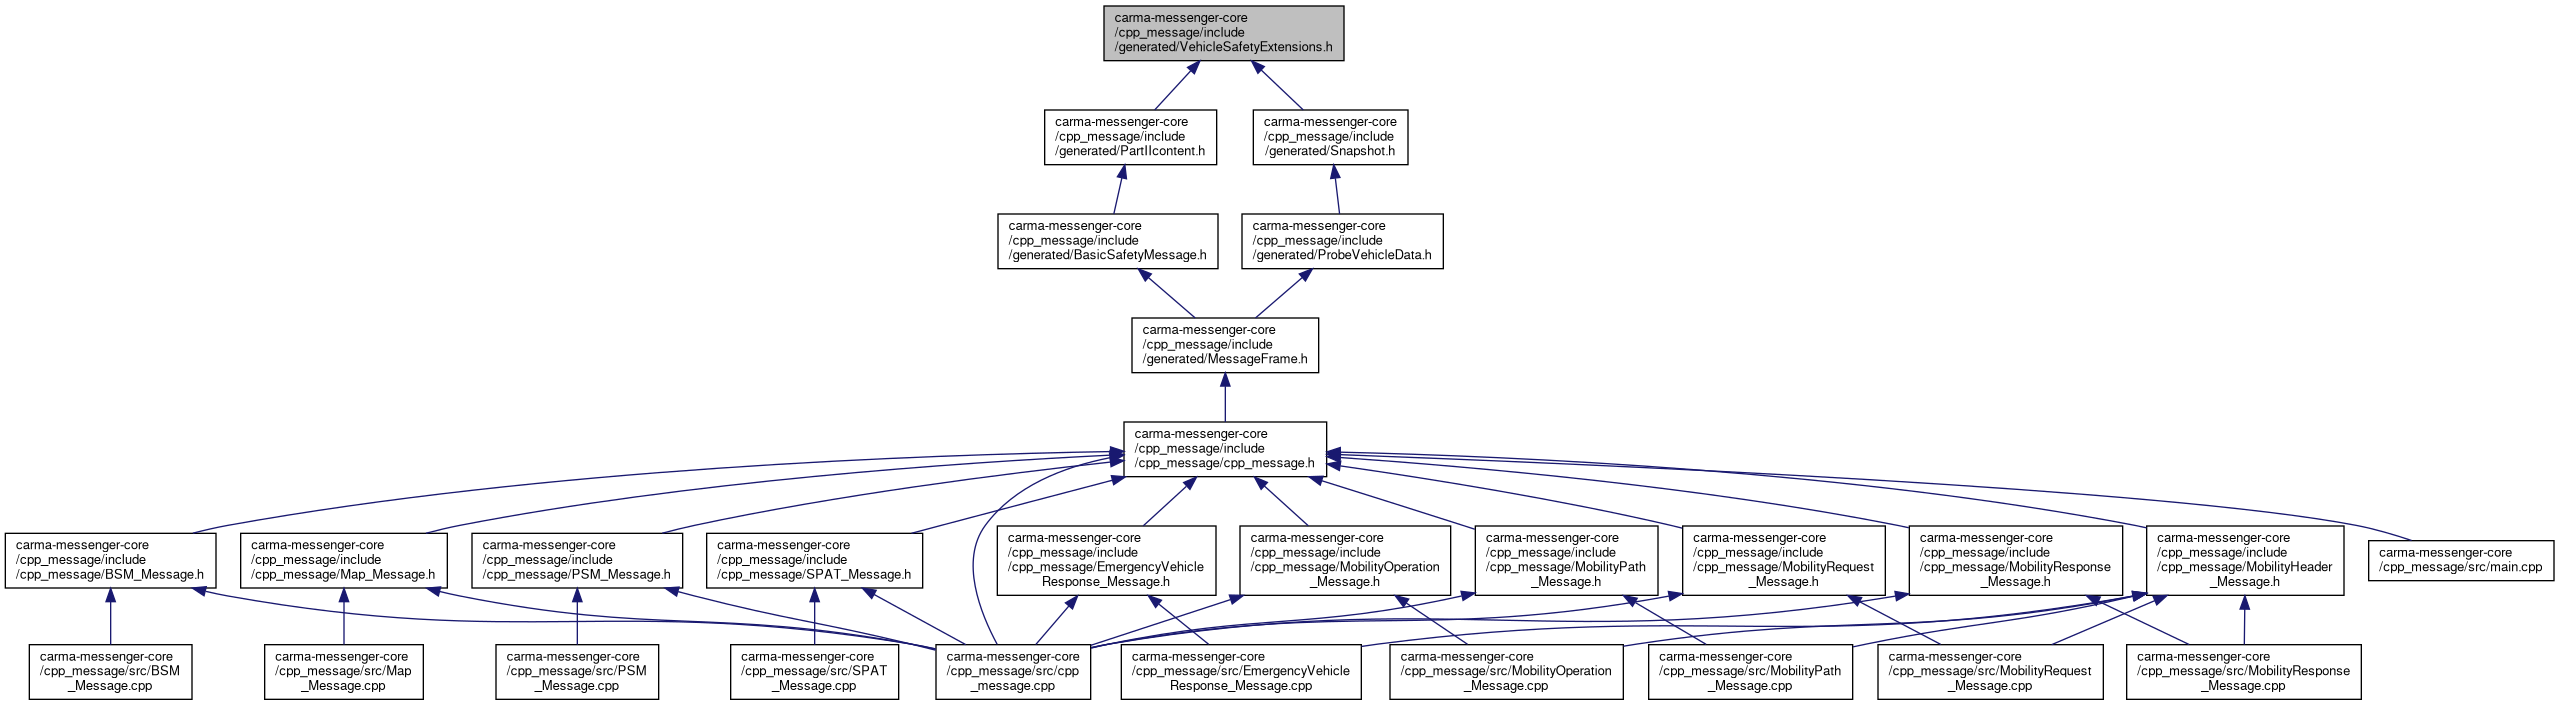 carma-messenger-core
/cpp_message/include
/generated/VehicleSafetyExtensions.h
carma-messenger-core
/cpp_message/include
/generated/PartIIcontent.h
carma-messenger-core
/cpp_message/include
/generated/Snapshot.h
carma-messenger-core
/cpp_message/include
/generated/BasicSafetyMessage.h
carma-messenger-core
/cpp_message/include
/generated/ProbeVehicleData.h
carma-messenger-core
/cpp_message/include
/generated/MessageFrame.h
carma-messenger-core
/cpp_message/include
/cpp_message/cpp_message.h
carma-messenger-core
/cpp_message/include
/cpp_message/BSM_Message.h
carma-messenger-core
/cpp_message/include
/cpp_message/Map_Message.h
carma-messenger-core
/cpp_message/include
/cpp_message/PSM_Message.h
carma-messenger-core
/cpp_message/include
/cpp_message/SPAT_Message.h
carma-messenger-core
/cpp_message/include
/cpp_message/EmergencyVehicle
Response_Message.h
carma-messenger-core
/cpp_message/include
/cpp_message/MobilityOperation
_Message.h
carma-messenger-core
/cpp_message/include
/cpp_message/MobilityPath
_Message.h
carma-messenger-core
/cpp_message/include
/cpp_message/MobilityRequest
_Message.h
carma-messenger-core
/cpp_message/include
/cpp_message/MobilityResponse
_Message.h
carma-messenger-core
/cpp_message/include
/cpp_message/MobilityHeader
_Message.h
carma-messenger-core
/cpp_message/src/main.cpp
carma-messenger-core
/cpp_message/src/BSM
_Message.cpp
carma-messenger-core
/cpp_message/src/Map
_Message.cpp
carma-messenger-core
/cpp_message/src/PSM
_Message.cpp
carma-messenger-core
/cpp_message/src/SPAT
_Message.cpp
carma-messenger-core
/cpp_message/src/cpp
_message.cpp
carma-messenger-core
/cpp_message/src/EmergencyVehicle
Response_Message.cpp
carma-messenger-core
/cpp_message/src/MobilityOperation
_Message.cpp
carma-messenger-core
/cpp_message/src/MobilityPath
_Message.cpp
carma-messenger-core
/cpp_message/src/MobilityRequest
_Message.cpp
carma-messenger-core
/cpp_message/src/MobilityResponse
_Message.cpp